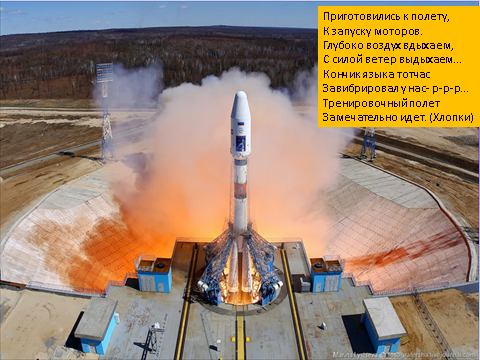 Приготовились к полету,
К запуску моторов.
Глубоко воздух вдыхаем,
С силой ветер выдыхаем...
Кончик языка тотчас
Завибрировал у нас- р-р-р...
Тренировочный полет
Замечательно идет. (Хлопки)